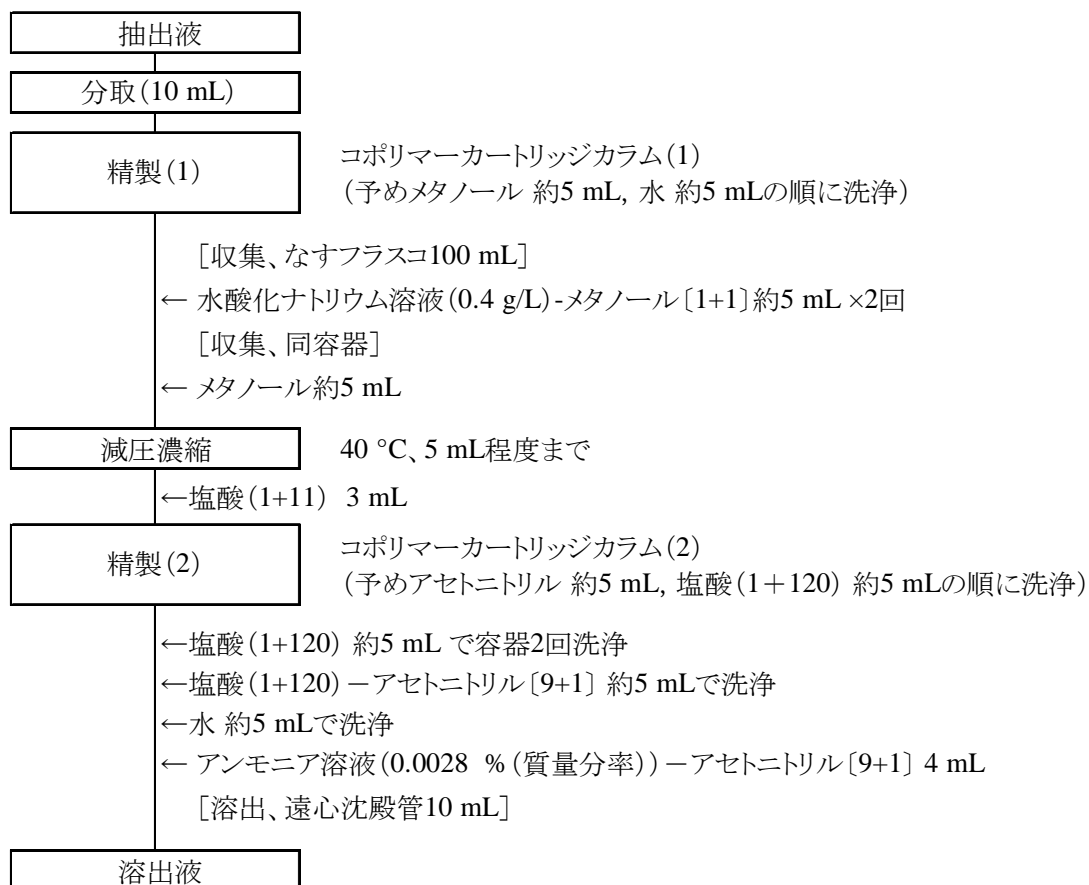 抽出液
分取(10 mL)
精製(1)
コポリマーカートリッジカラム(1)
(予めメタノール 約5 mL, 水 約5 mLの順に洗浄)
[収集、なすフラスコ100 mL]
← 水酸化ナトリウム溶液(0.4 g/L)-メタノール〔1+1〕約5 mL ×2回
[収集、同容器]
← メタノール約5 mL
減圧濃縮
40 °C、5 mL程度まで
←塩酸(1+11) 3 mL
精製(2)
コポリマーカートリッジカラム(2)
(予めアセトニトリル 約5 mL, 塩酸(1+120) 約5 mLの順に洗浄)
←塩酸(1+120) 約5 mL で容器2回洗浄
←塩酸(1+120)-アセトニトリル〔9+1〕 約5 mLで洗浄
←水 約5 mLで洗浄
← アンモニア溶液(0.0028 %(質量分率))-アセトニトリル〔9+1〕 4 mL
[溶出、遠心沈殿管10 mL]
溶出液